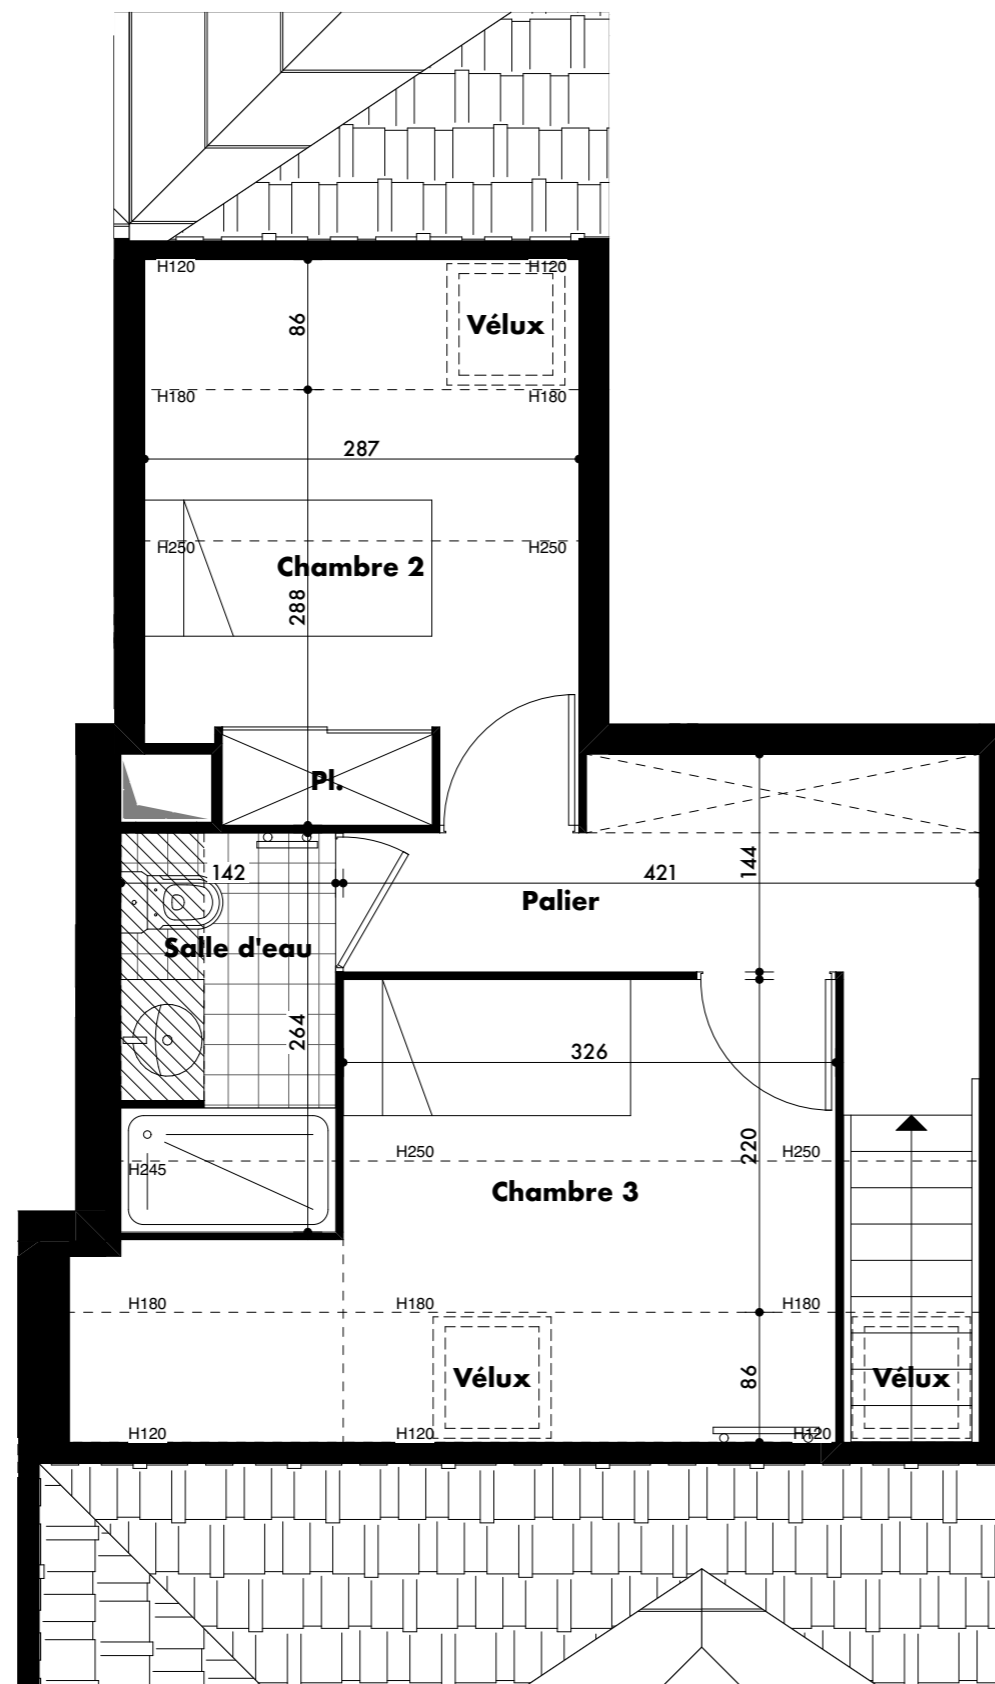 H120
H120
86
Vélux
H180
H180
287
H250
H250
Chambre 2
288
Pl.
142
421
144
Palier
Salle d'eau
264
326
220
H250
H250
H245
Chambre 3
H180
H180
H180
Vélux
86
Vélux
H120
H120
H120